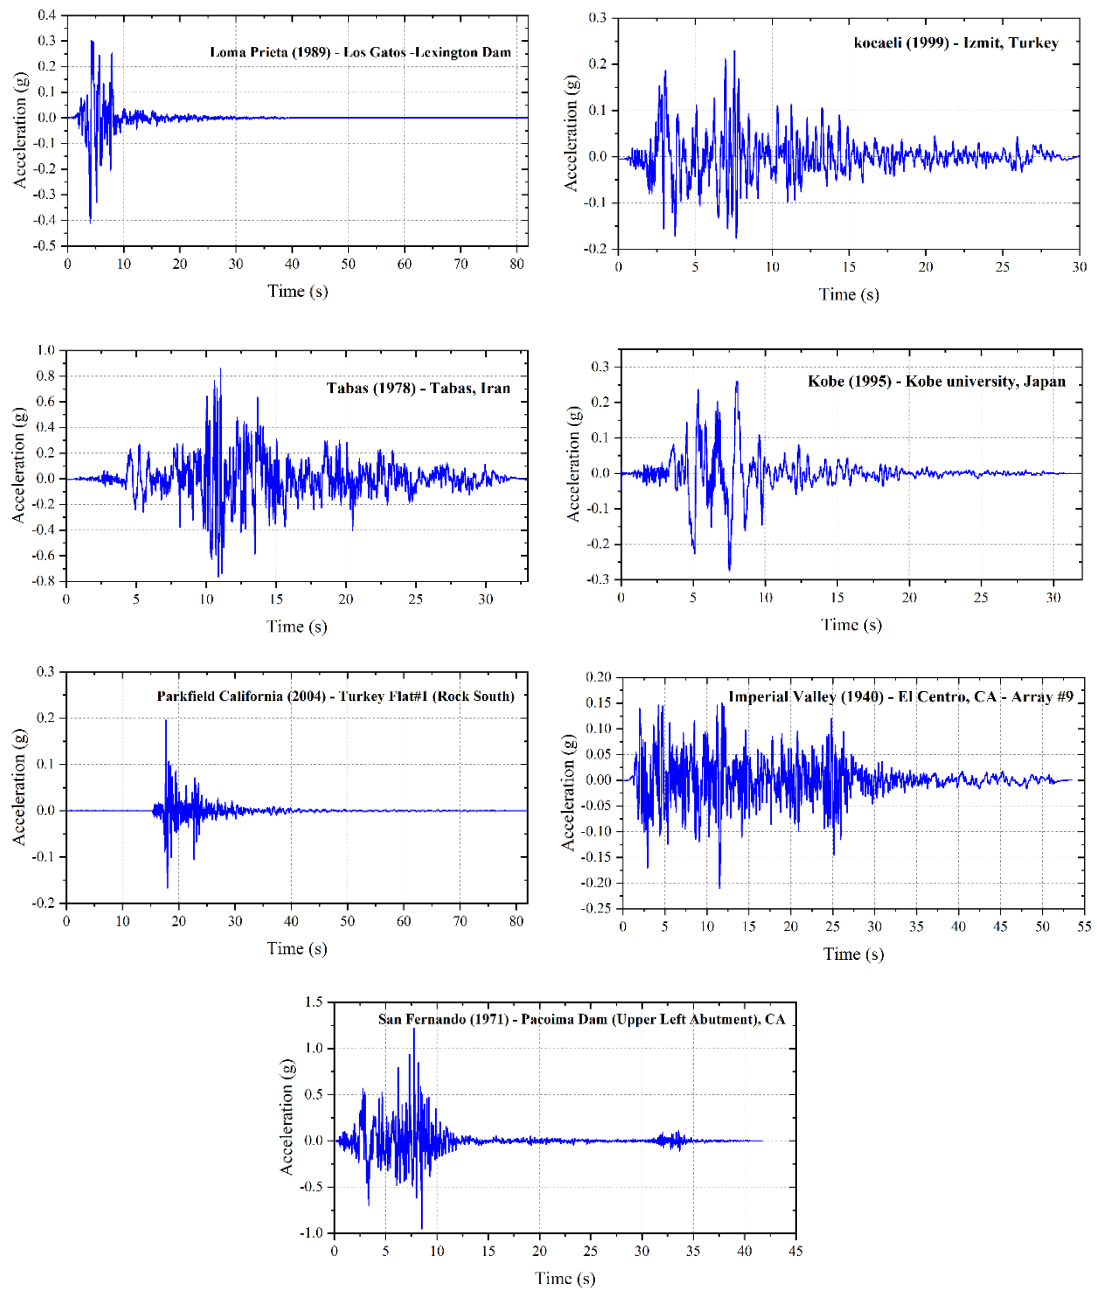 Loma Prieta (1989) - Los Gatos -Lexington Dam
Acceleration (g)
0.4
0.3
0.2
0.1
0.0
-0.1
-0.2
-0.3
-0.4
-0.5
0 10 20 30 40 50 60 70 80
Time (s)
kocaeli (1999) - Izmit, Turkey
Acceleration (g)
0.3
0.2
0.1
0.0
-0.1
-0.2
0 5 10 15 20 25 30
Time (s)
Tabas (1978) - Tabas, Iran
Acceleration (g)
1.0
0.8
0.6
0.4
0.2
0.0
-0.2
-0.4
-0.6
-0.8
0 5 10 15 20 25 30
Time (s)
Kobe (1995) - Kobe university, Japan
Acceleration (g)
0.3
0.2
0.1
0.0
-0.1
-0.2
-0.3
0 5 10 15 20 25 30
Time (s)
Parkfield California (2004) - Turkey Flat#1 (Rock South)
Acceleration (g)
0.3
0.2
0.1
0.0
-0.1
-0.2
0 10 20 30 40 50 60 70 80
Time (s)
Imperial Valley (1940) - El Centro, CA - Array #9
Acceleration (g)
0.20
0.15
0.10
0.05
0.00
-0.05
-0.10
-0.15
-0.20
-0.25
0 5 10 15 20 25 30 35 40 45 50 55
Time (s)
San Fernando (1971) - Pacoima Dam (Upper Left Abutment), CA
Acceleration (g)
1.5
1.0
0.5
0.0
-0.5
-1.0
0 5 10 15 20 25 30 35 40 45
Time (s)